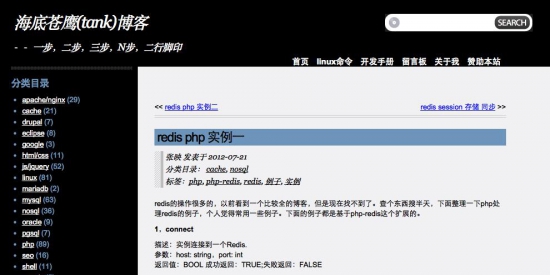 海底苍鹰(tank)博客
SEARCH
- - 一步，二步，三步，N步，二行脚印
首页 linux命令 开发手册 留言板 关于我 赞助本站
分类目录
apache/nginx (29)
cache (21)
drupal (7)
eclipse (8)
google (3)
html/css (11)
js/jquery (52)
linux (81)
mariadb (2)
mysql (63)
nosql (36)
oracle (9)
pgsql (7)
php (89)
seo (16)
shell (11)
<< redis php 实例二
redis session 存储 同步 >>
redis php 实例一
张映 发表于 2012-07-21
分类目录： cache, nosql
标签：php, php-redis, redis, 例子, 实例
redis的操作很多的，以前看到一个比较全的博客，但是现在找不到了。查个东西搜半天，下面整理一下php处
理redis的例子，个人觉得常用一些例子。下面的例子都是基于php-redis这个扩展的。
1，connect
描述：实例连接到一个Redis.
参数：host: string，port: int
返回值：BOOL 成功返回：TRUE;失败返回：FALSE